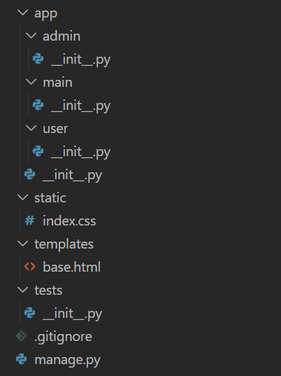 app
admin
__init__.py
main
__init__.py
user
__init__.py
__init__.py
static
# index.css
templates
<> base.html
tests
__init__.py
.gitignore
manage.py